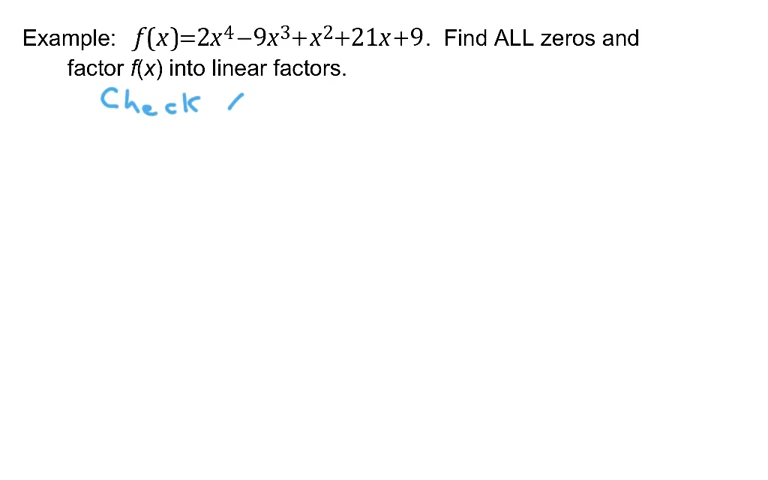 Example: f(x)=2x⁴−9x³+x²+21x+9. Find ALL zeros and
factor f(x) into linear factors.
Check